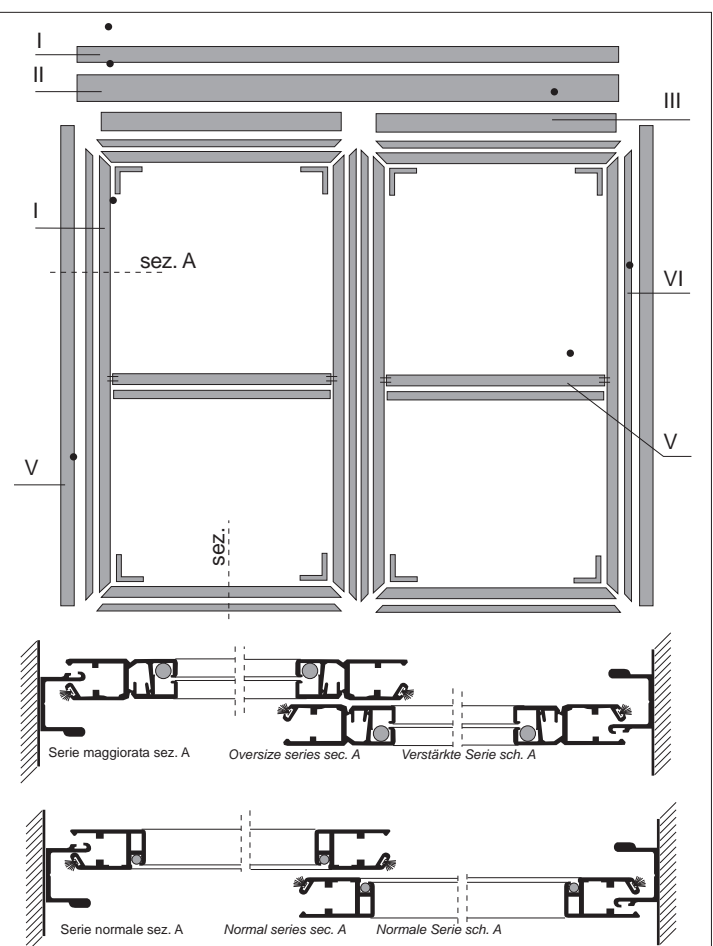 I
II
III
I
sez. A
VI
V
V
sez.
Serie maggiorata sez. A Oversize series sec. A Verstärkte Serie sch. A
Serie normale sez. A Normal series sec. A Normale Serie sch. A